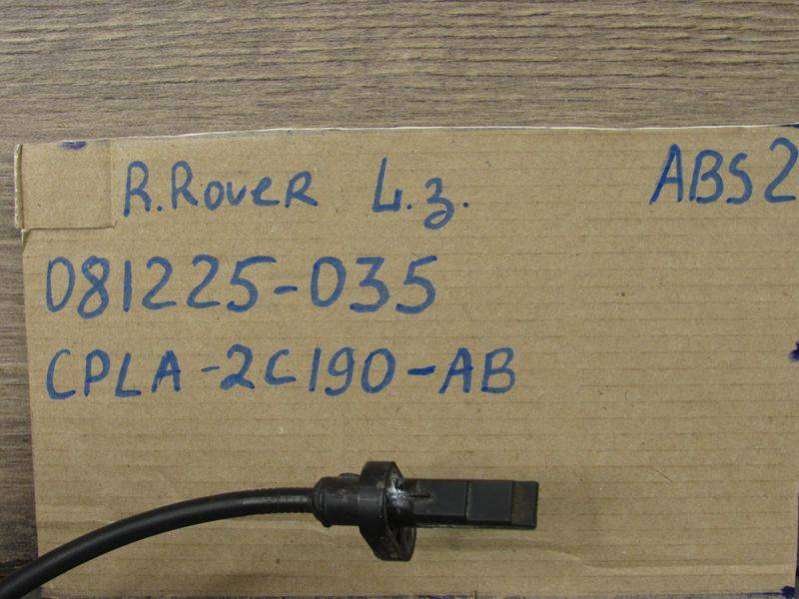 R.Rover L.z. ABS2
081225-035
CPLA-2C190-AB